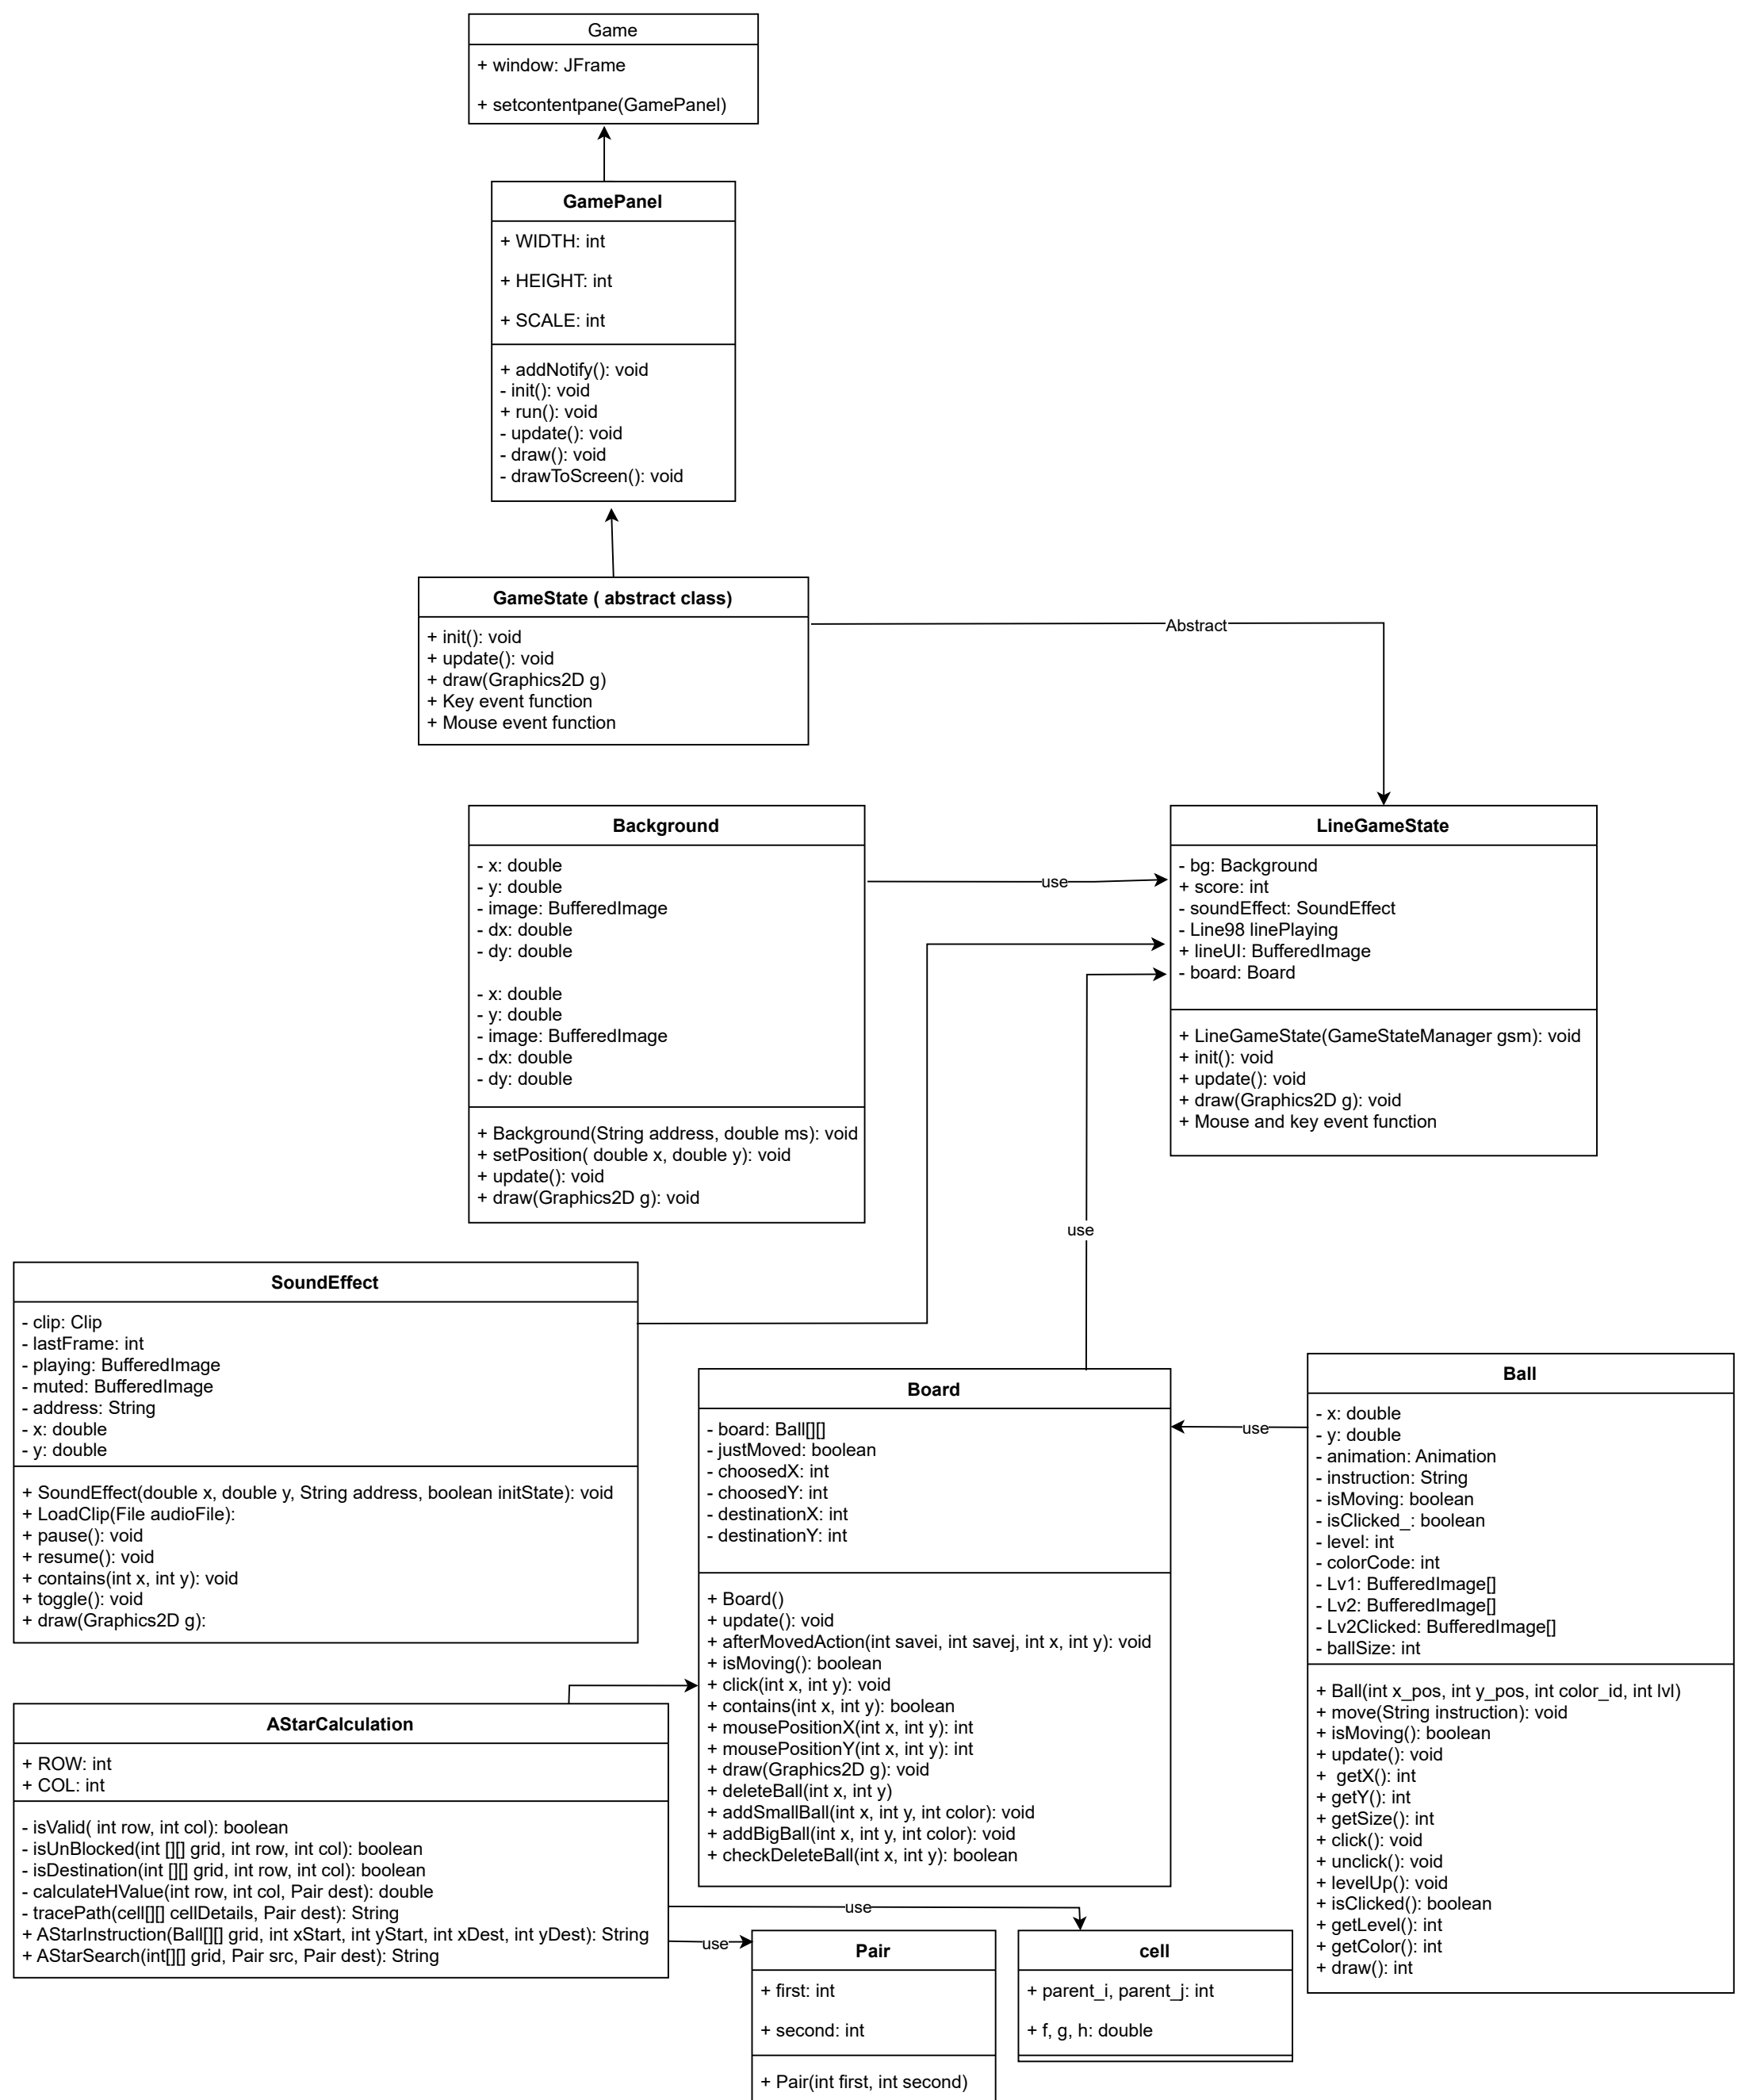 Game
+ window: JFrame
+ setcontentpane(GamePanel)
GamePanel
+ WIDTH: int
+ HEIGHT: int
+ SCALE: int
+ addNotify(): void
- init(): void
+ run(): void
- update(): void
- draw(): void
- drawToScreen(): void
GameState ( abstract class)
+ init(): void
+ update(): void
+ draw(Graphics2D g)
+ Key event function
+ Mouse event function
Abstract
Background
- x: double
- y: double
- image: BufferedImage
- dx: double
- dy: double
- x: double
- y: double
- image: BufferedImage
- dx: double
- dy: double
+ Background(String address, double ms): void
+ setPosition( double x, double y): void
+ update(): void
+ draw(Graphics2D g): void
use
LineGameState
- bg: Background
+ score: int
- soundEffect: SoundEffect
- Line98 linePlaying
+ lineUI: BufferedImage
- board: Board
+ LineGameState(GameStateManager gsm): void
+ init(): void
+ update(): void
+ draw(Graphics2D g): void
+ Mouse and key event function
use
SoundEffect
- clip: Clip
- lastFrame: int
- playing: BufferedImage
- muted: BufferedImage
- address: String
- x: double
- y: double
+ SoundEffect(double x, double y, String address, boolean initState): void
+ LoadClip(File audioFile):
+ pause(): void
+ resume(): void
+ contains(int x, int y): void
+ toggle(): void
+ draw(Graphics2D g):
Board
- board: Ball[][]
- justMoved: boolean
- choosedX: int
- choosedY: int
- destinationX: int
- destinationY: int
+ Board()
+ update(): void
+ afterMovedAction(int savei, int savej, int x, int y): void
+ isMoving(): boolean
+ click(int x, int y): void
+ contains(int x, int y): boolean
+ mousePositionX(int x, int y): int
+ mousePositionY(int x, int y): int
+ draw(Graphics2D g): void
+ deleteBall(int x, int y)
+ addSmallBall(int x, int y, int color): void
+ addBigBall(int x, int y, int color): void
+ checkDeleteBall(int x, int y): boolean
use
Ball
- x: double
- y: double
- animation: Animation
- instruction: String
- isMoving: boolean
- isClicked_: boolean
- level: int
- colorCode: int
- Lv1: BufferedImage[]
- Lv2: BufferedImage[]
- Lv2Clicked: BufferedImage[]
- ballSize: int
+ Ball(int x_pos, int y_pos, int color_id, int lvl)
+ move(String instruction): void
+ isMoving(): boolean
+ update(): void
+  getX(): int
+ getY(): int
+ getSize(): int
+ click(): void
+ unclick(): void
+ levelUp(): void
+ isClicked(): boolean
+ getLevel(): int
+ getColor(): int
+ draw(): int
AStarCalculation
+ ROW: int
+ COL: int
- isValid( int row, int col): boolean
- isUnBlocked(int [][] grid, int row, int col): boolean
- isDestination(int [][] grid, int row, int col): boolean
- calculateHValue(int row, int col, Pair dest): double
- tracePath(cell[][] cellDetails, Pair dest): String
+ AStarInstruction(Ball[][] grid, int xStart, int yStart, int xDest, int yDest): String
+ AStarSearch(int[][] grid, Pair src, Pair dest): String
use
use
Pair
+ first: int
+ second: int
+ Pair(int first, int second)
cell
+ parent_i, parent_j: int
+ f, g, h: double